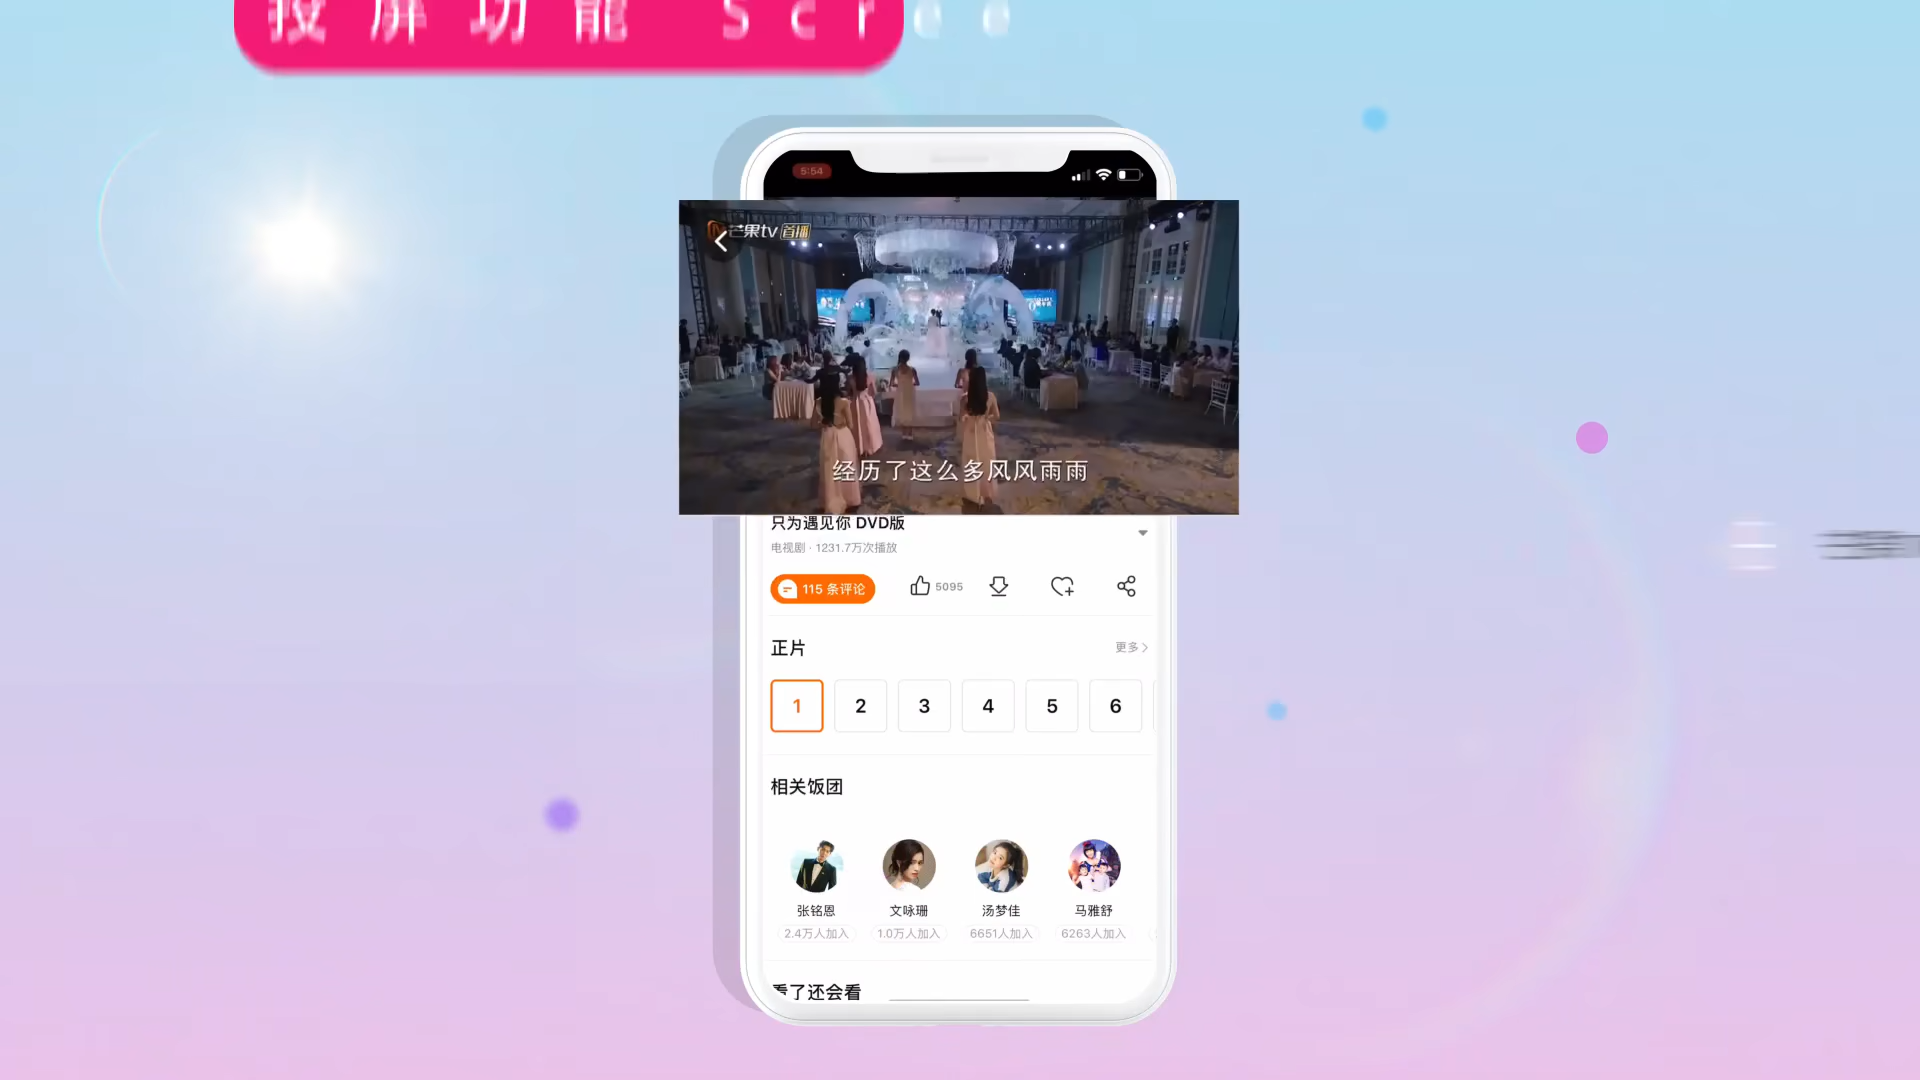 投屏功能 Scree
5:54
芒果tv 首播
经历了这么多风风雨雨
只为遇见你 DVD版
电视剧 · 1231.7万次播放
115 条评论
5095
正片
更多
1 2 3 4 5 6
相关饭团
张铭恩 文咏珊 汤梦佳 马雅舒
2.4万人加入 1.0万人加入 6651人加入 6263人加入
看了还会看